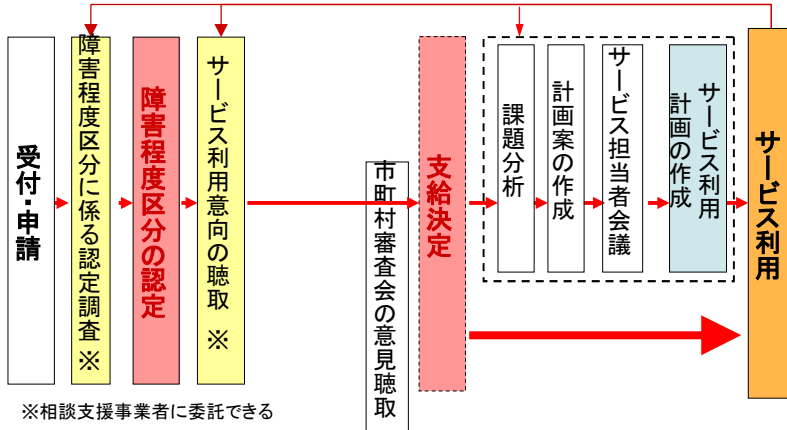 受付・申請
障害程度区分に係る認定調査 ※
障害程度区分の認定
サービス利用意向の聴取 ※
市町村審査会の意見聴取
支給決定
課題分析
計画案の作成
サービス担当者会議
サービス利用
計画の作成
サービス利用
※相談支援事業者に委託できる